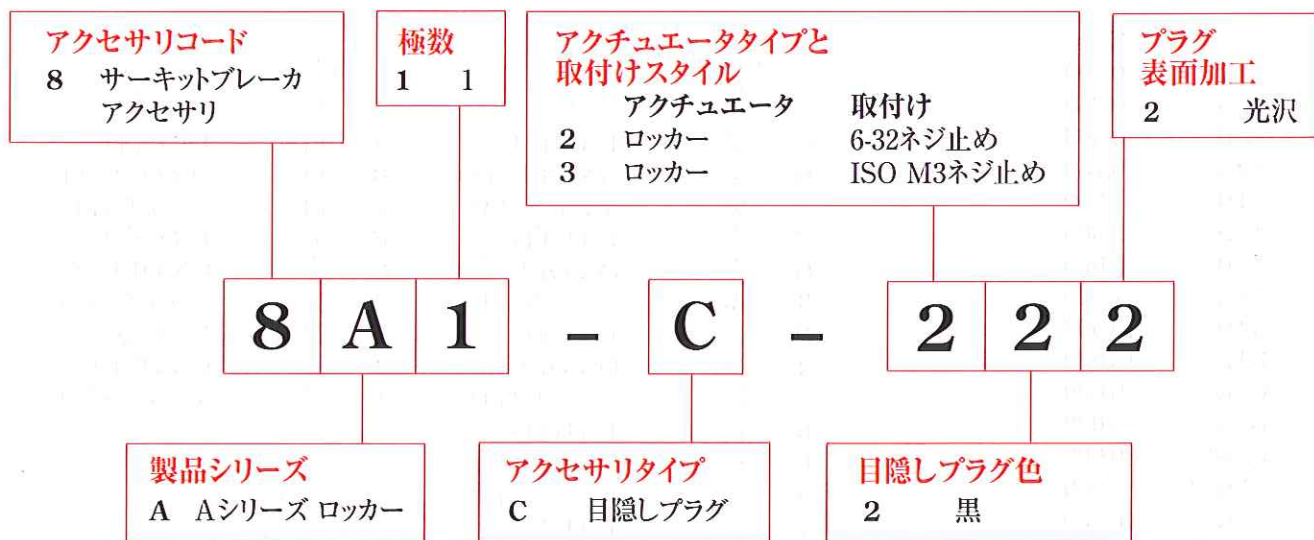 アクセサリコード
8 サーキットブレーカ
アクセサリ
極数
1 1
アクチュエータタイプと
取付けスタイル
アクチュエータ 取付け
2 ロッカー 6-32ネジ止め
3 ロッカー ISO M3ネジ止め
プラグ
表面加工
2 光沢
8 A 1 – C – 2 2 2
製品シリーズ
A Aシリーズ ロッカー
アクセサリタイプ
C 目隠しプラグ
目隠しプラグ色
2 黒